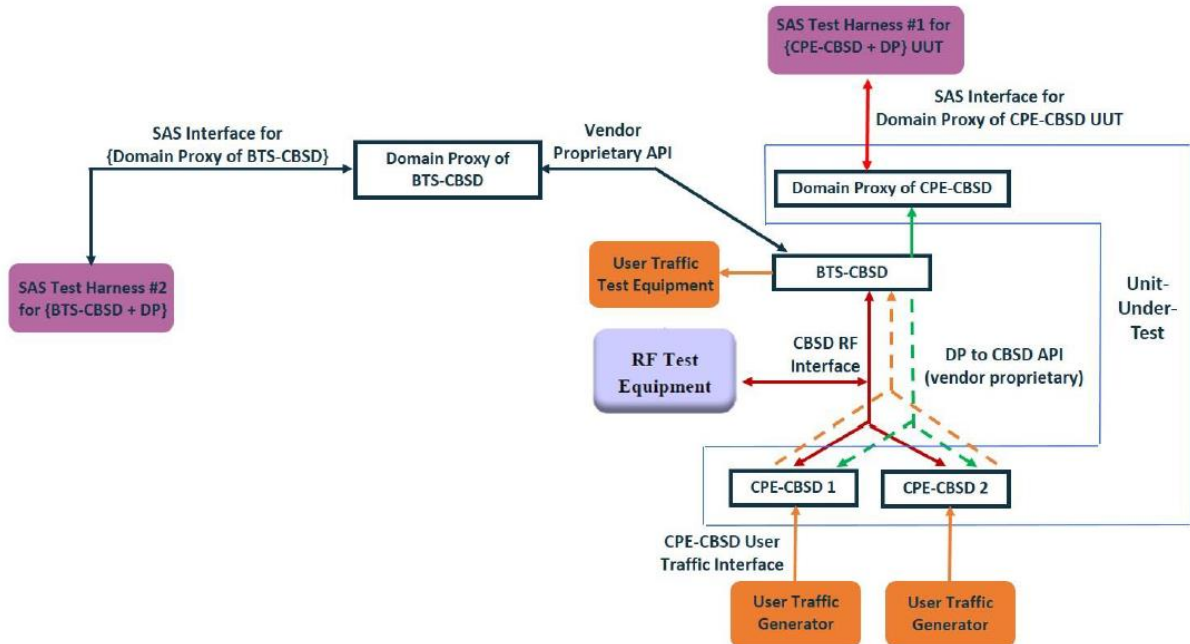 SAS Test Harness #1 for
{CPE-CBSD + DP} UUT
SAS Interface for
Domain Proxy of CPE-CBSD UUT
SAS Interface for
{Domain Proxy of BTS-CBSD}
Vendor
Proprietary API
Domain Proxy of
BTS-CBSD
Domain Proxy of CPE-CBSD
SAS Test Harness #2
for {BTS-CBSD + DP}
User Traffic
Test Equipment
BTS-CBSD
Unit-
Under-
Test
RF Test
Equipment
CBSD RF
Interface
DP to CBSD API
(vendor proprietary)
CPE-CBSD 1
CPE-CBSD 2
CPE-CBSD User
Traffic Interface
User Traffic
Generator
User Traffic
Generator